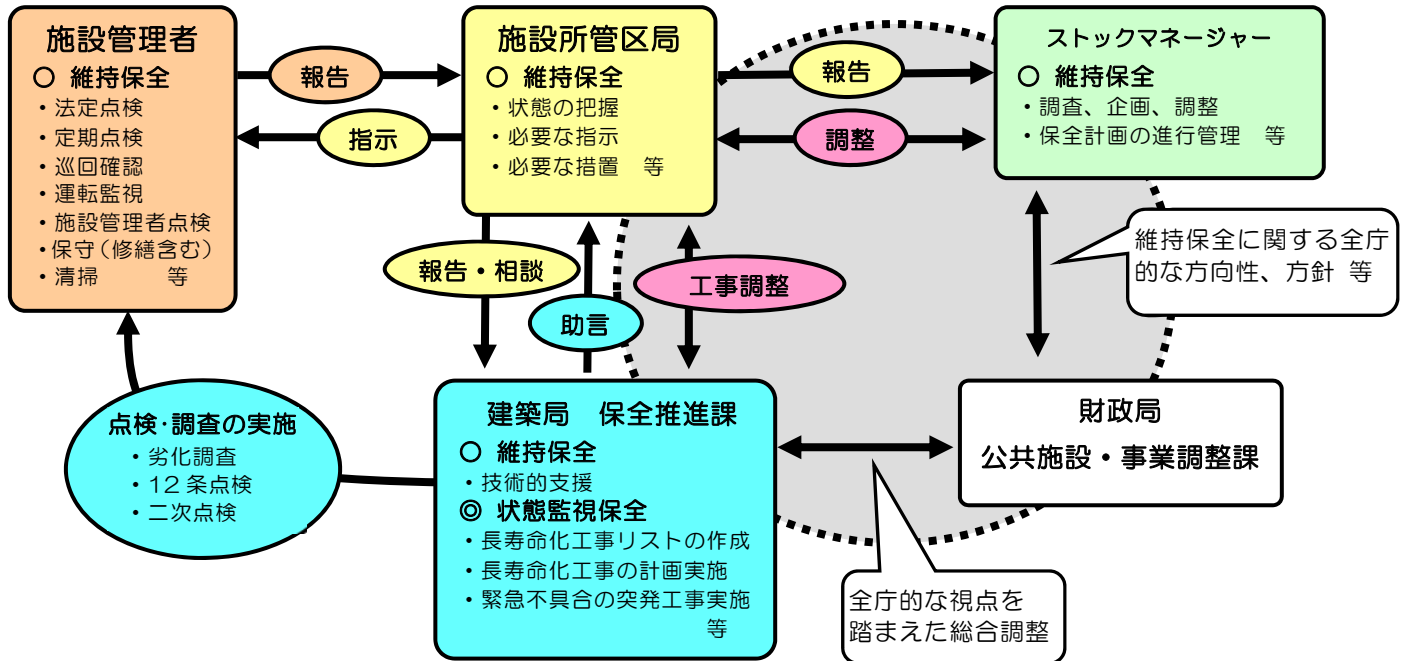 施設管理者
○ 維持保全
・法定点検
・定期点検
・巡回確認
・運転監視
・施設管理者点検
・保守(修繕含む)
・清掃　　等
報告
指示
施設所管区局
○ 維持保全
・状態の把握
・必要な指示
・必要な措置　等
報告
調整
ストックマネージャー
○ 維持保全
・調査、企画、調整
・保全計画の進行管理　等
維持保全に関する全庁
的な方向性、方針 等
報告・相談
助言
工事調整
点検・調査の実施
・劣化調査
・12 条点検
・二次点検
建築局　保全推進課
○ 維持保全
・技術的支援
◎ 状態監視保全
・長寿命化工事リストの作成
・長寿命化工事の計画実施
・緊急不具合の突発工事実施
等
財政局
公共施設・事業調整課
全庁的な視点を
踏まえた総合調整